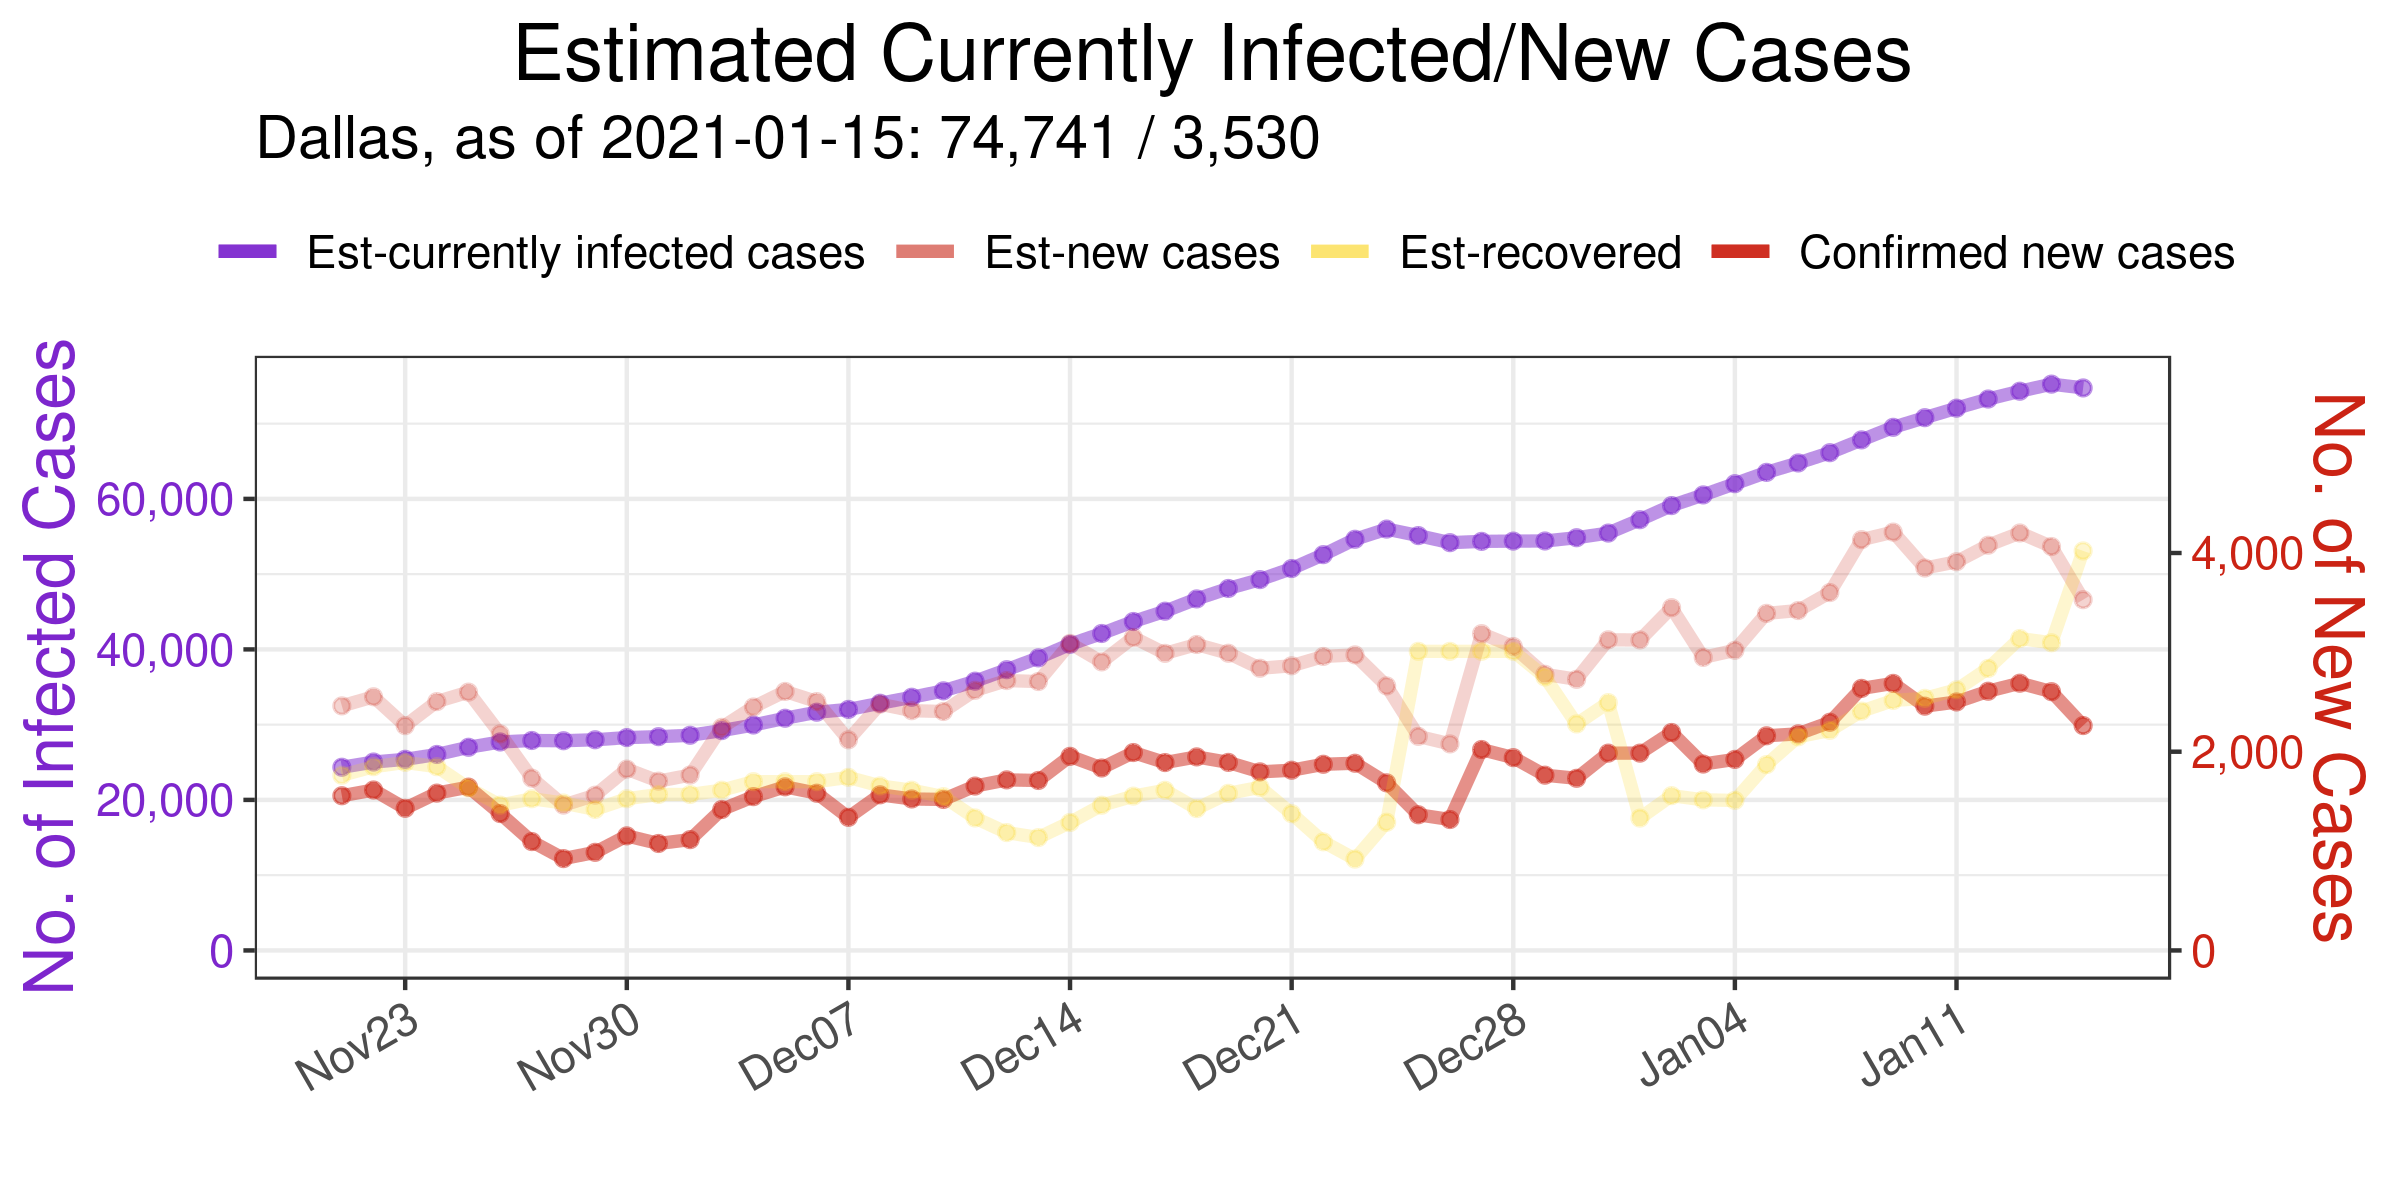 Estimated Currently Infected/New Cases
Dallas, as of 2021-01-15: 74,741 / 3,530
Est-currently infected cases Est-new cases Est-recovered Confirmed new cases
No. of Infected Cases
60,000
40,000
20,000
0
No. of New Cases
4,000
2,000
0
Nov23 Nov30 Dec07 Dec14 Dec21 Dec28 Jan04 Jan11